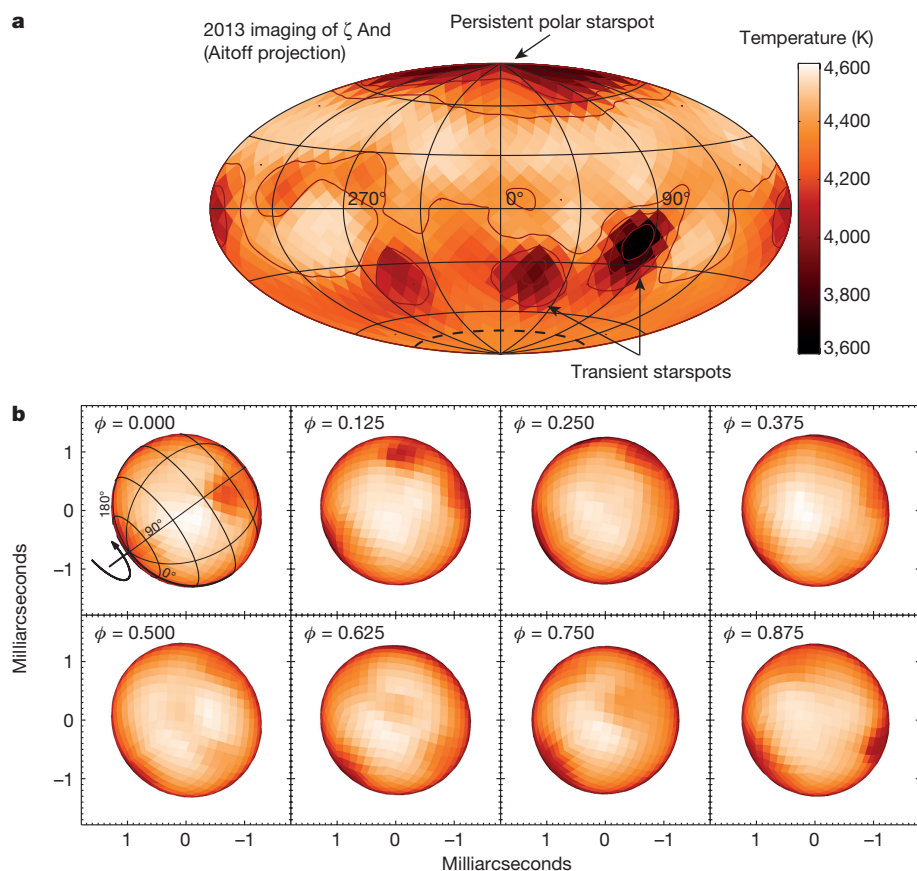 a
2013 imaging of ζ And
(Aitoff projection)
Persistent polar starspot
Temperature (K)
4,600
4,400
4,200
4,000
3,800
3,600
270°
0°
90°
Transient starspots
b
ϕ = 0.000
ϕ = 0.125
ϕ = 0.250
ϕ = 0.375
180°
90°
0°
1
0
−1
ϕ = 0.500
ϕ = 0.625
ϕ = 0.750
ϕ = 0.875
1
0
−1
Milliarcseconds
1
0
−1
1
0
−1
1
0
−1
1
0
−1
Milliarcseconds